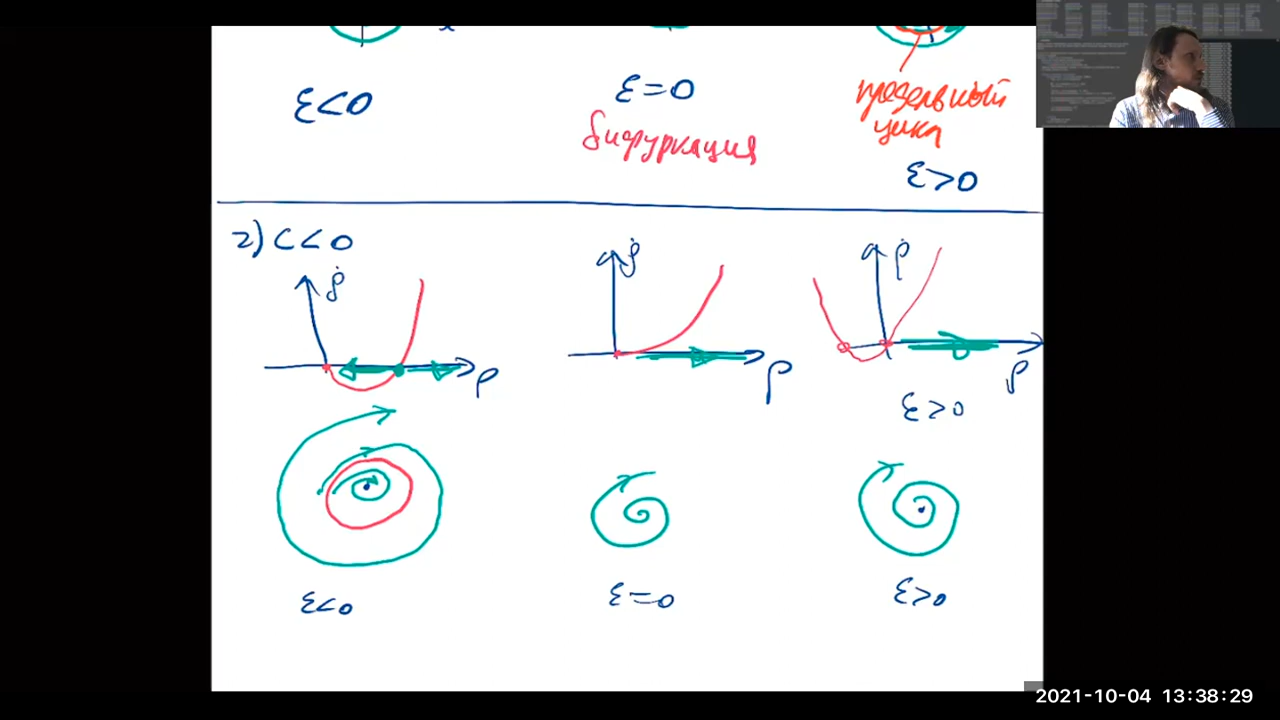 x
ε<0
ε=0
бифуркация
предельный
цикл
ε>0
2) C<0
ρ̇
ρ
ρ̇
ρ
ρ̇
ρ
ε>0
ε<0
ε=0
ε>0
2021-10-04 13:38:29